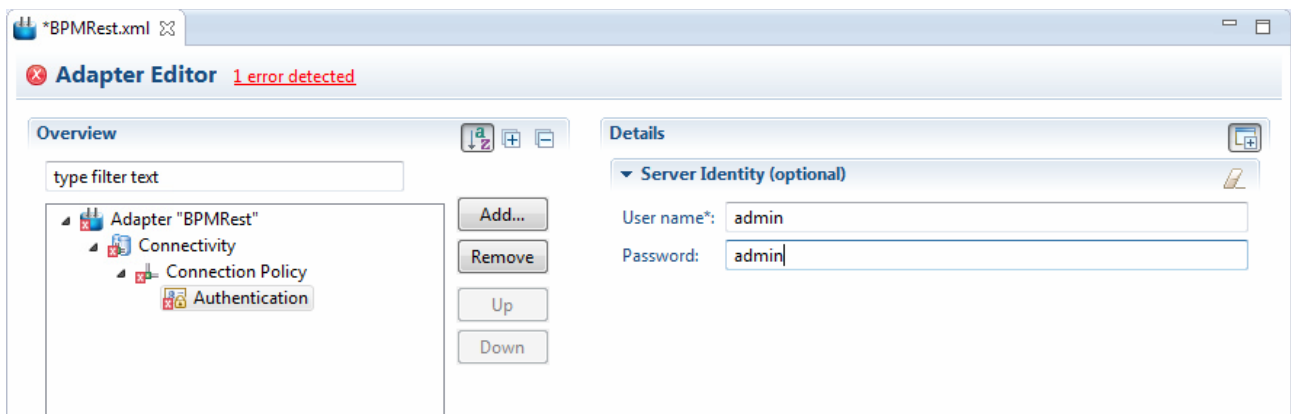 *BPMRest.xml
Adapter Editor 1 error detected
Overview
type filter text
Adapter "BPMRest"
Connectivity
Connection Policy
Authentication
Add...
Remove
Up
Down
Details
Server Identity (optional)
User name*: admin
Password: admin